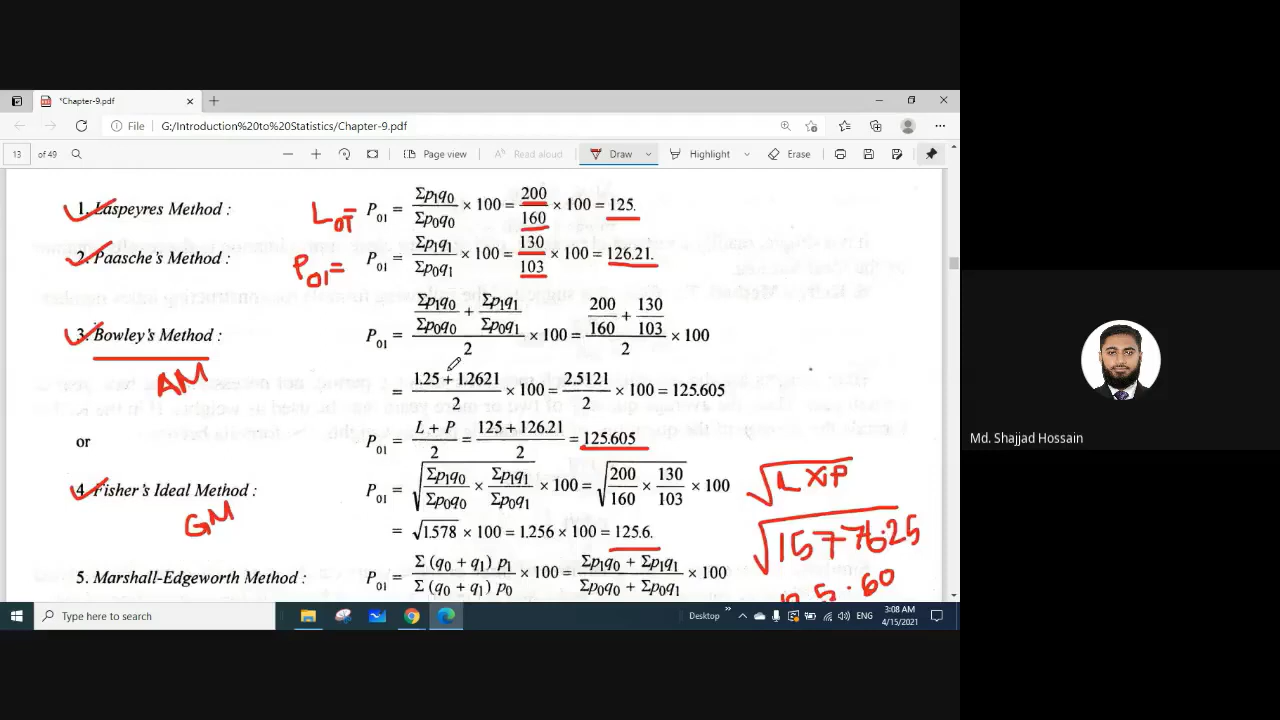 *Chapter-9.pdf
File | G:/Introduction%20to%20Statistics/Chapter-9.pdf
13 of 49 Page view Read aloud Draw Highlight Erase
1. Laspeyres Method : L01= P01 = Σp1q0/Σp0q0 × 100 = 200/160 × 100 = 125.
2. Paasche's Method : P01= P01 = Σp1q1/Σp0q1 × 100 = 130/103 × 100 = 126.21.
3. Bowley's Method : P01 = (Σp1q0/Σp0q0 + Σp1q1/Σp0q1)/2 × 100 = (200/160 + 130/103)/2 × 100
AM
= (1.25 + 1.2621)/2 × 100 = 2.5121/2 × 100 = 125.605
or P01 = (L + P)/2 = (125 + 126.21)/2 = 125.605
4. Fisher's Ideal Method : P01 = √(Σp1q0/Σp0q0 × Σp1q1/Σp0q1) × 100 = √(200/160 × 130/103) × 100
√L×P
GM
= √1.578 × 100 = 1.256 × 100 = 125.6.
√15776.25
5. Marshall-Edgeworth Method : P01 = Σ (q0 + q1) p1/Σ (q0 + q1) p0 × 100 = (Σp1q0 + Σp1q1)/(Σp0q0 + Σp0q1) × 100
Md. Shajjad Hossain
Type here to search
Desktop
ENG
3:08 AM
4/15/2021